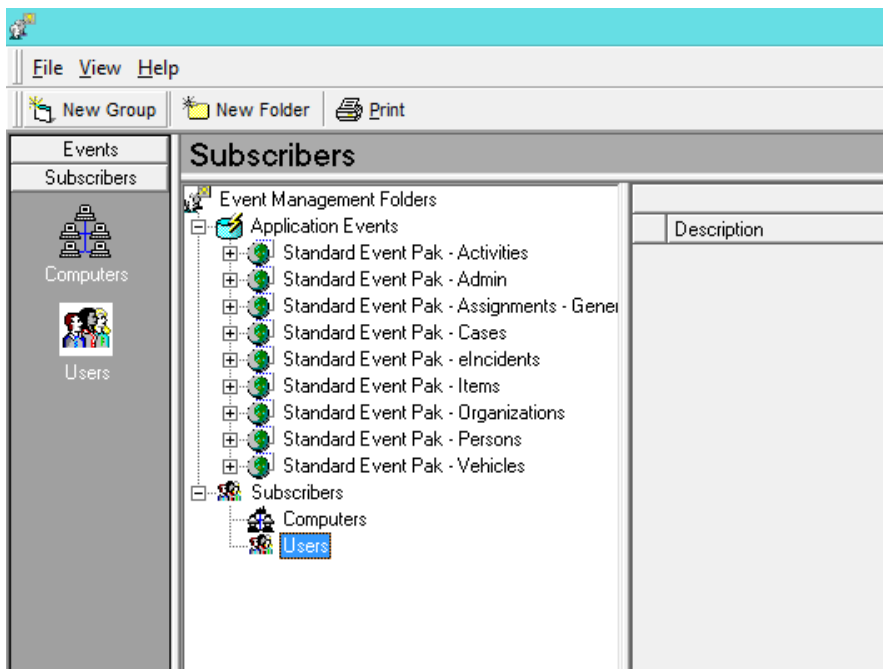 File View Help
New Group New Folder Print
Events
Subscribers
Computers
Users
Subscribers
Event Management Folders
Application Events
Standard Event Pak - Activities
Standard Event Pak - Admin
Standard Event Pak - Assignments - Gener
Standard Event Pak - Cases
Standard Event Pak - eIncidents
Standard Event Pak - Items
Standard Event Pak - Organizations
Standard Event Pak - Persons
Standard Event Pak - Vehicles
Subscribers
Computers
Users
Description